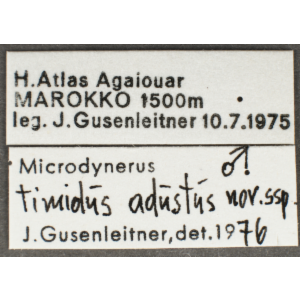 H.Atlas Agaiouar
MAROKKO 1500m
leg. J.Gusenleitner 10.7.1975
Microdynerus ♂!
timidus adustus nov.ssp.
J.Gusenleitner,det.1976